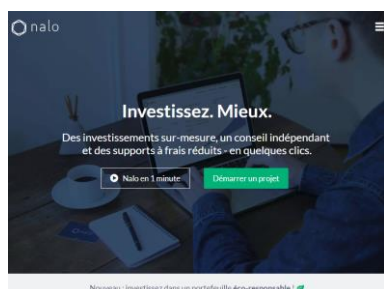 nalo
Investissez. Mieux.
Des investissements sur-mesure, un conseil indépendant
et des supports à frais réduits - en quelques clics.
Nalo en 1 minute
Démarrer un projet
Nouveau : investissez dans un portefeuille éco-responsable !